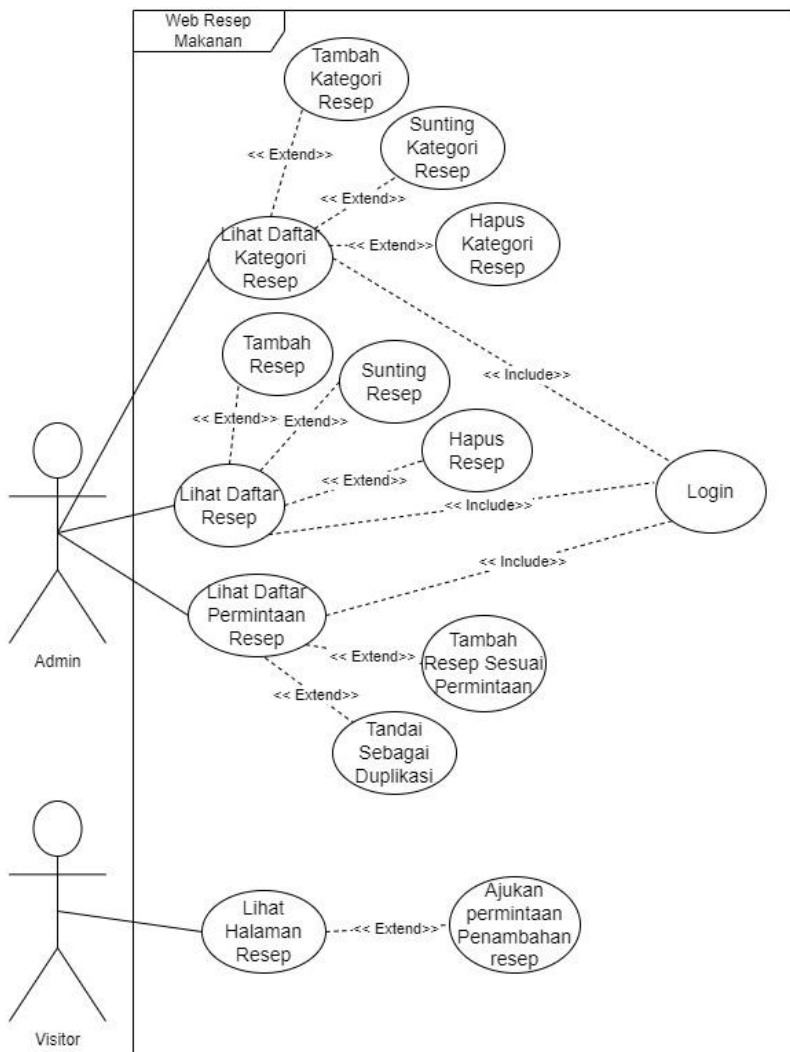 Web Resep
Makanan
Tambah
Kategori
Resep
<< Extend>>
Sunting
Kategori
Resep
<< Extend>>
Lihat Daftar
Kategori
Resep
<< Extend>>
Hapus
Kategori
Resep
Tambah
Resep
Sunting
Resep
<< Include>>
<< Extend>>
Extend>>
Hapus
Resep
<< Extend>>
Lihat Daftar
Resep
<< Include>>
Login
<< Include>>
Lihat Daftar
Permintaan
Resep
<< Extend>>
Tambah
Resep Sesuai
Permintaan
Admin
<< Extend>>
Tandai
Sebagai
Duplikasi
Lihat
Halaman
Resep
<< Extend>>
Ajukan
permintaan
Penambahan
resep
Visitor